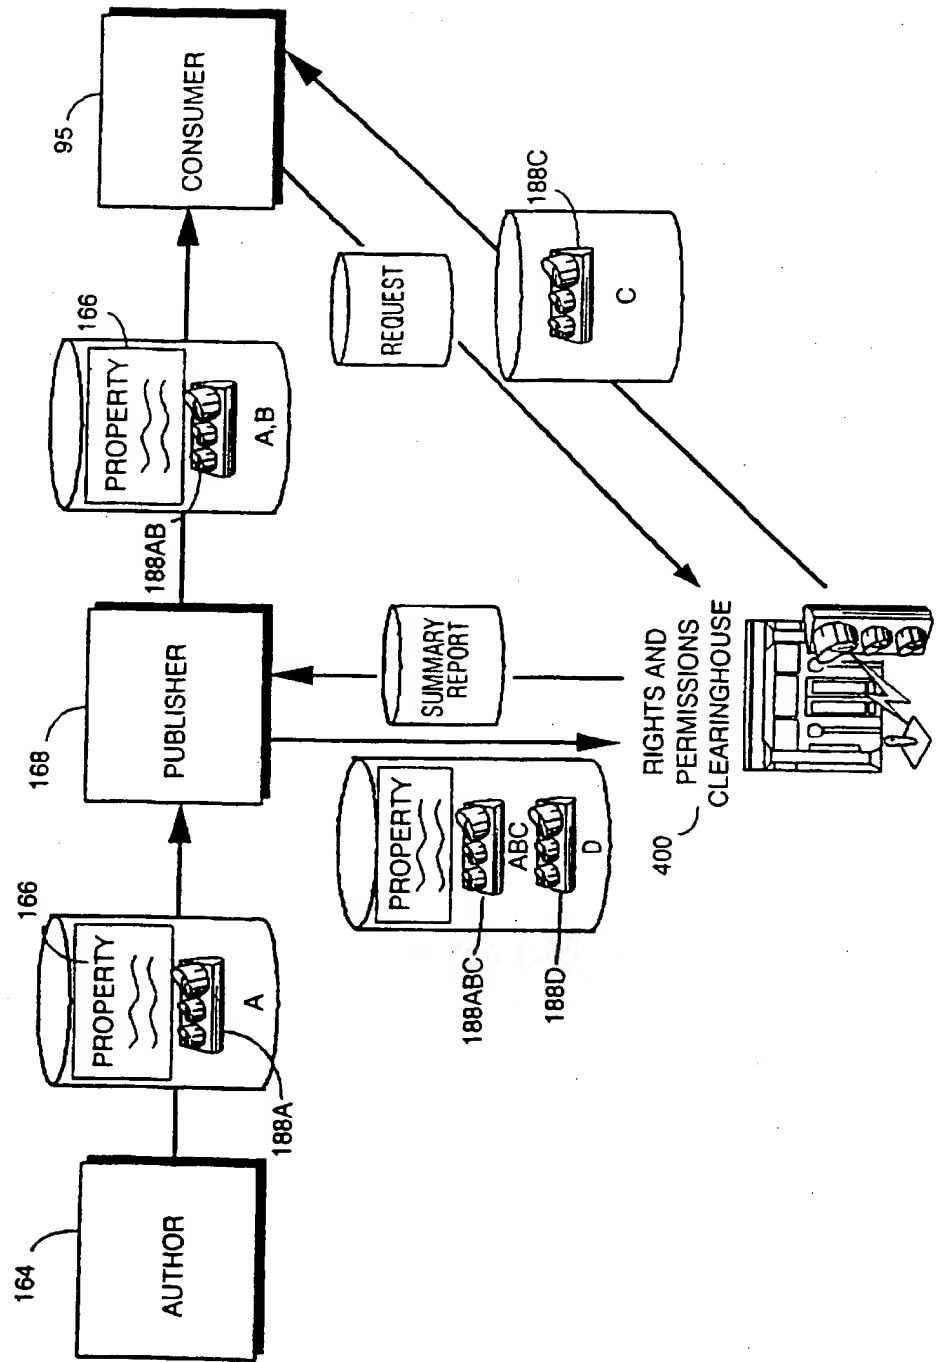 164
AUTHOR
166
PROPERTY
A
188A
168
PUBLISHER
166
PROPERTY
188AB
A,B
95
CONSUMER
PROPERTY
188ABC
ABC
188D
D
SUMMARY
REPORT
REQUEST
188C
C
400
RIGHTS AND
PERMISSIONS
CLEARINGHOUSE